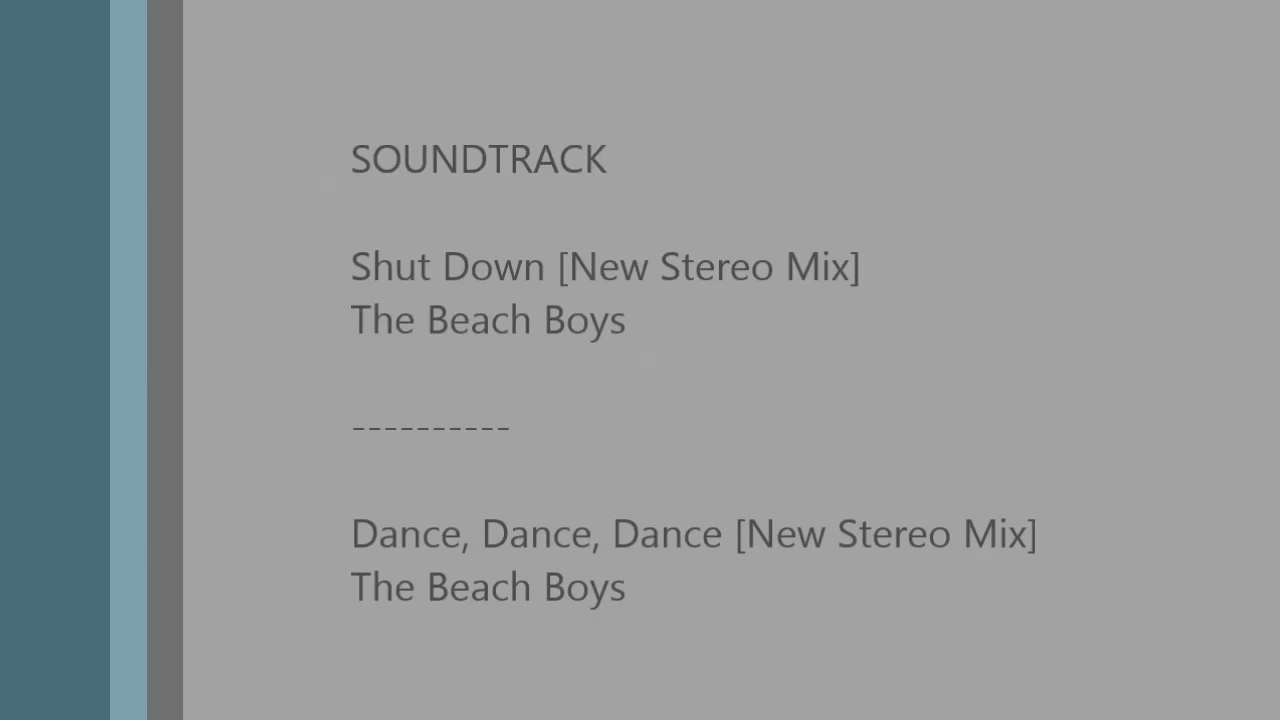 SOUNDTRACK
Shut Down [New Stereo Mix]
The Beach Boys
----------
Dance, Dance, Dance [New Stereo Mix]
The Beach Boys